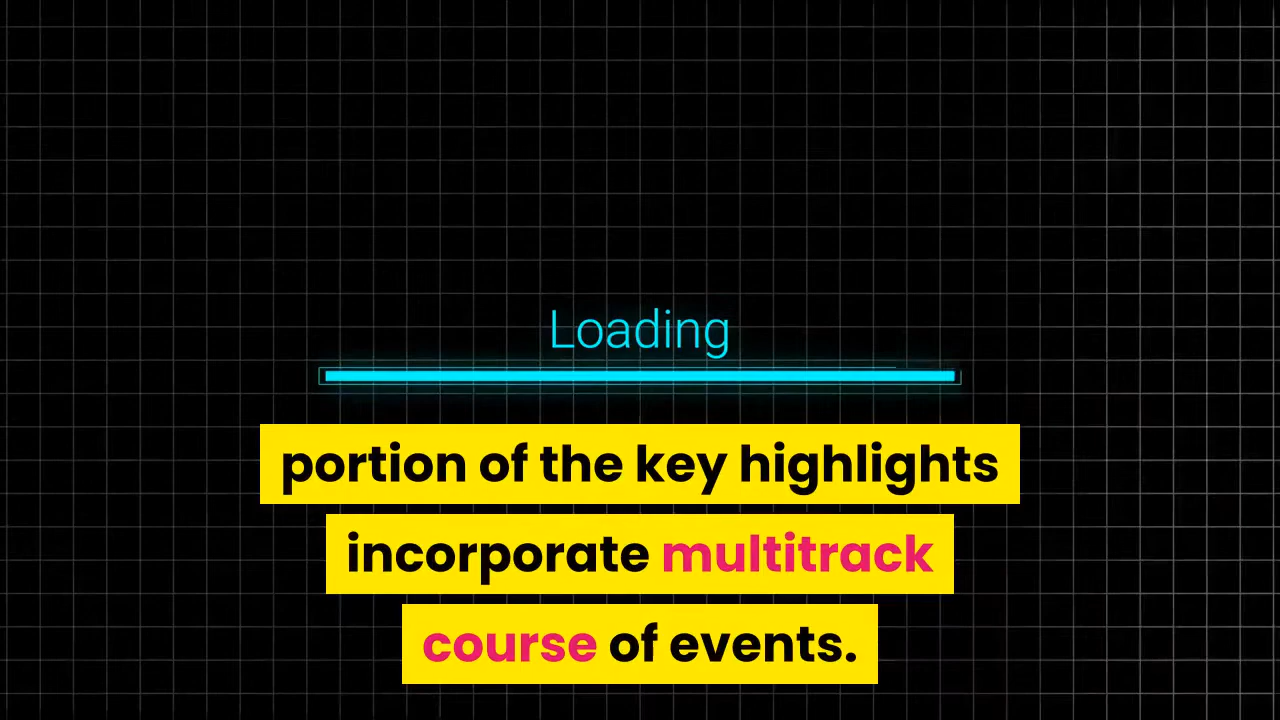 Loading
portion of the key highlights
incorporate multitrack
course of events.